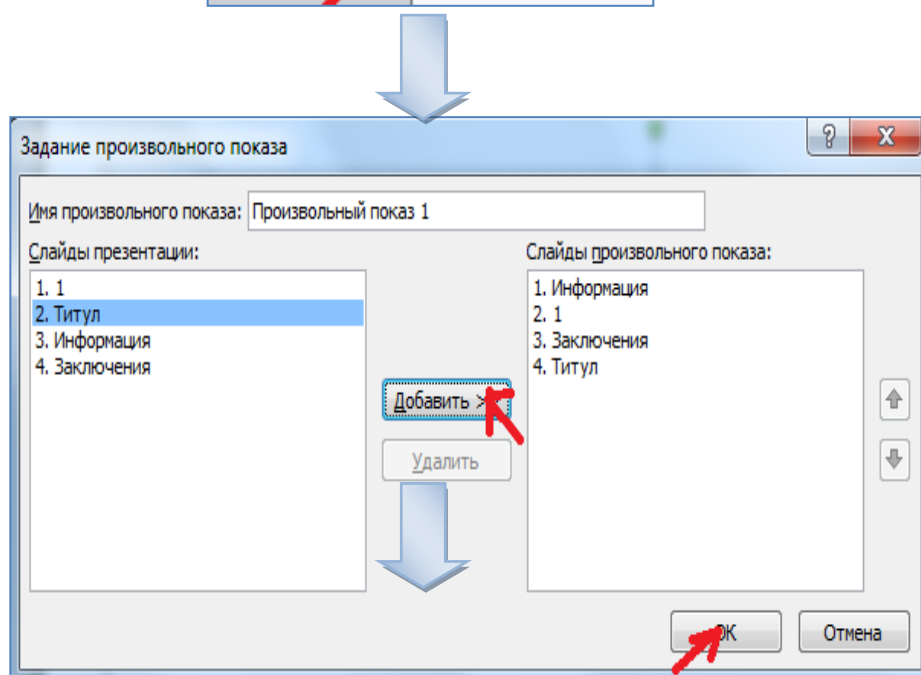 Задание произвольного показа
Имя произвольного показа: Произвольный показ 1
Слайды презентации:
1. 1
2. Титул
3. Информация
4. Заключения
Добавить >
Удалить
Слайды произвольного показа:
1. Информация
2. 1
3. Заключения
4. Титул
ОК
Отмена